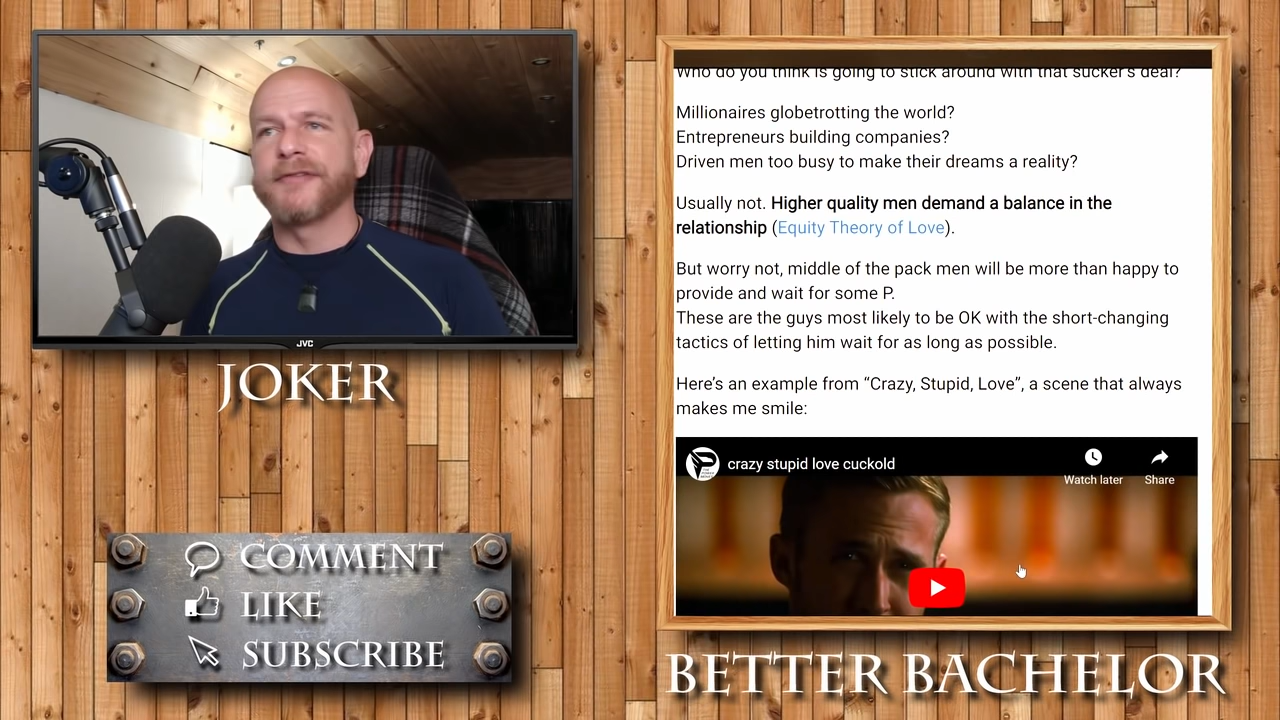 JVC
JOKER
COMMENT
LIKE
SUBSCRIBE
Who do you think is going to stick around with that sucker's deal?
Millionaires globetrotting the world?
Entrepreneurs building companies?
Driven men too busy to make their dreams a reality?
Usually not. Higher quality men demand a balance in the
relationship (Equity Theory of Love).
But worry not, middle of the pack men will be more than happy to
provide and wait for some P.
These are the guys most likely to be OK with the short-changing
tactics of letting him wait for as long as possible.
Here's an example from “Crazy, Stupid, Love”, a scene that always
makes me smile:
crazy stupid love cuckold
Watch later
Share
BETTER BACHELOR